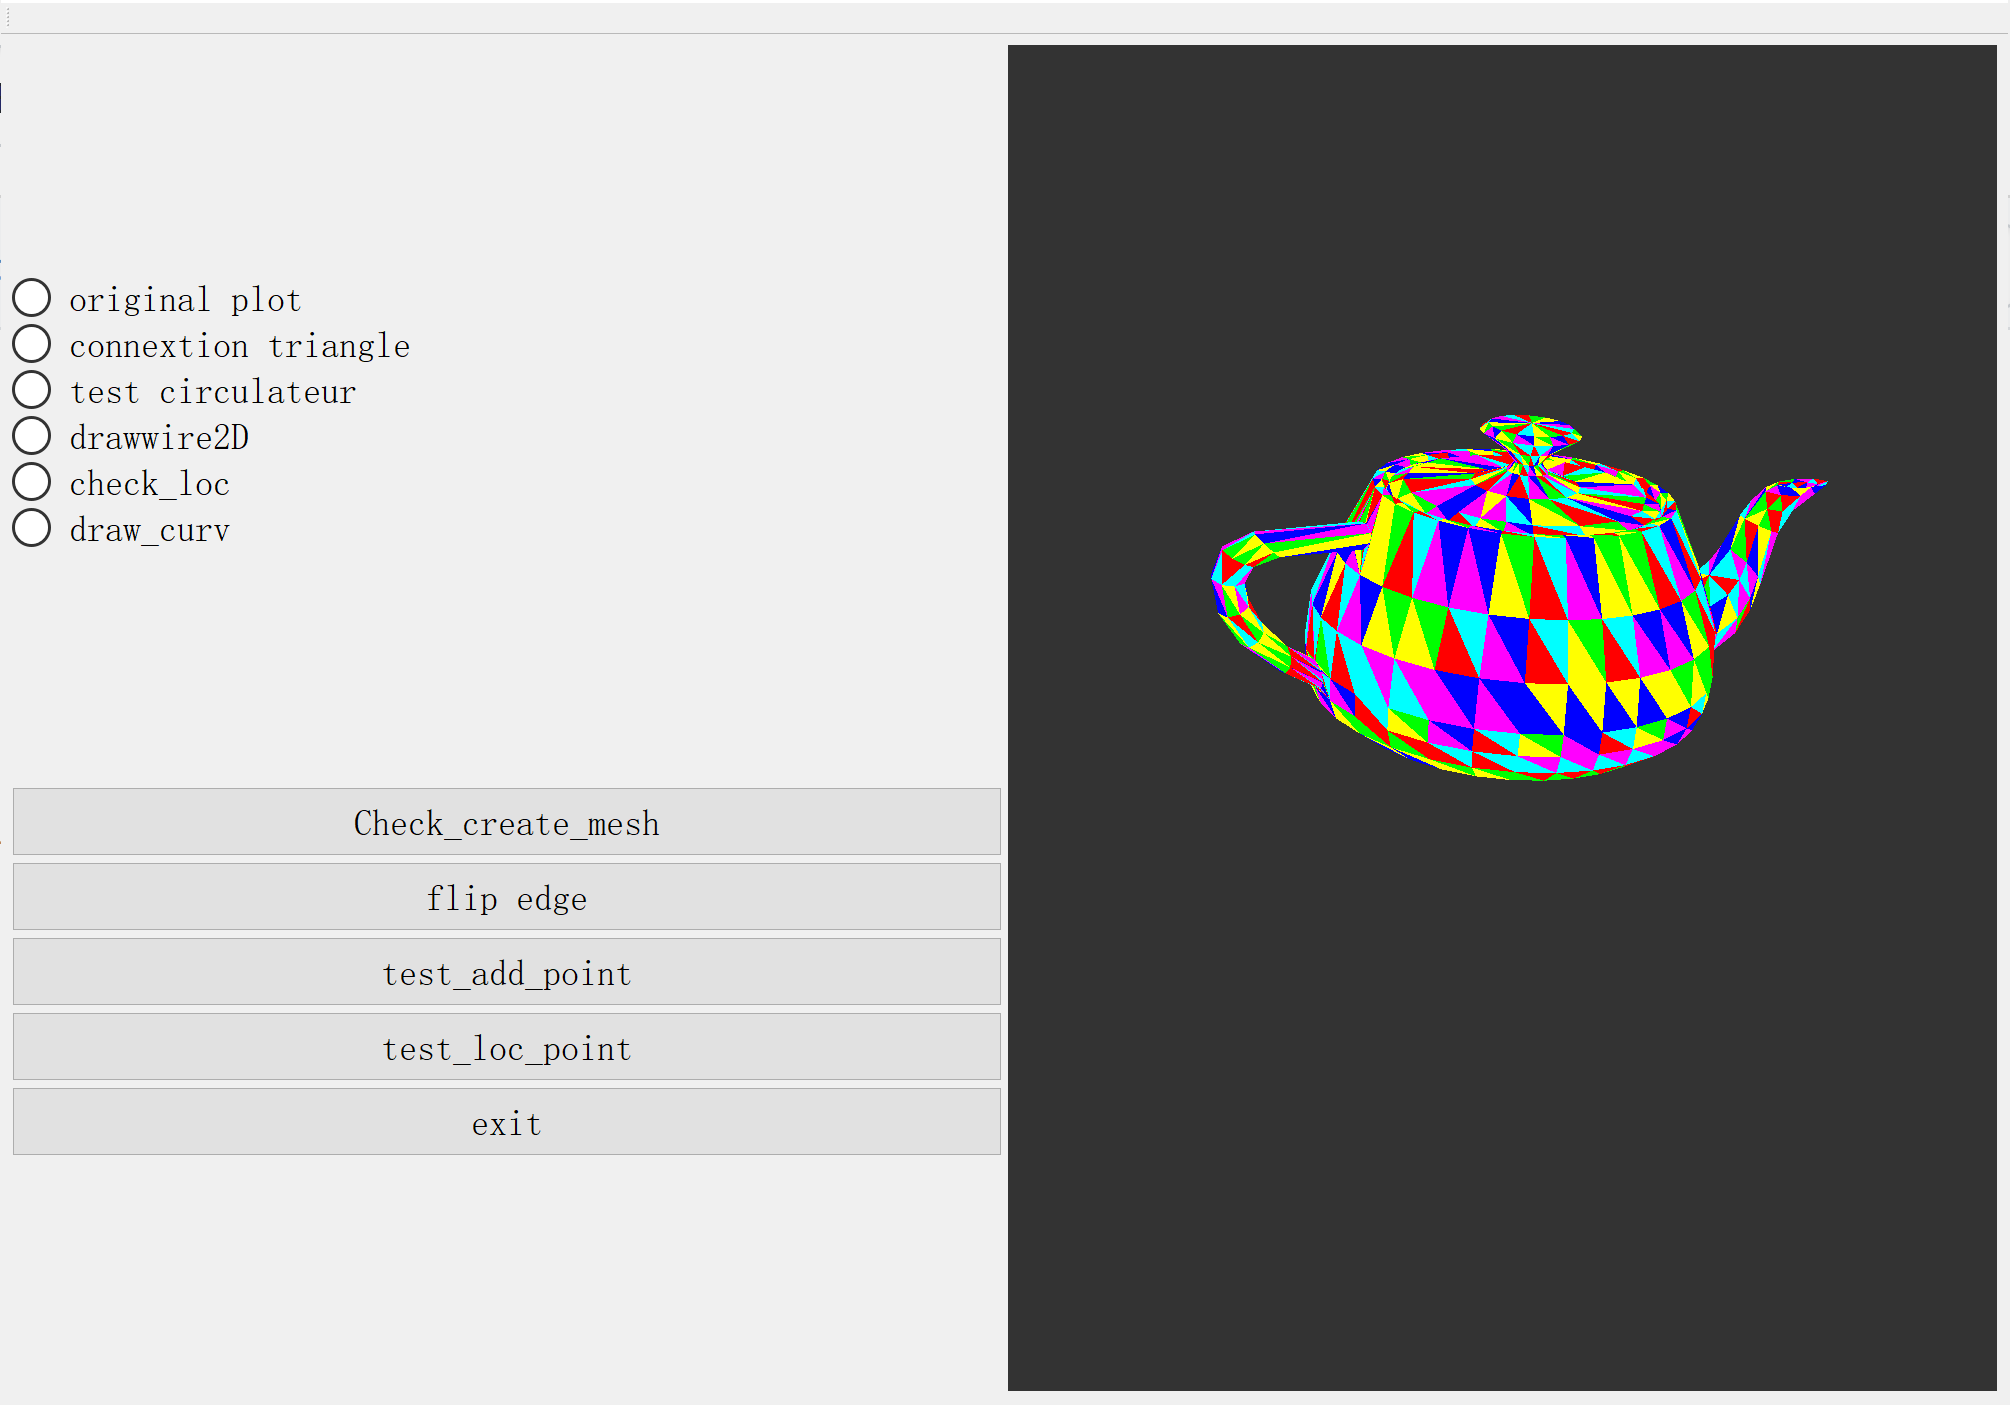 original plot
connextion triangle
test circulateur
drawwire2D
check_loc
draw_curv
Check_create_mesh
flip edge
test_add_point
test_loc_point
exit